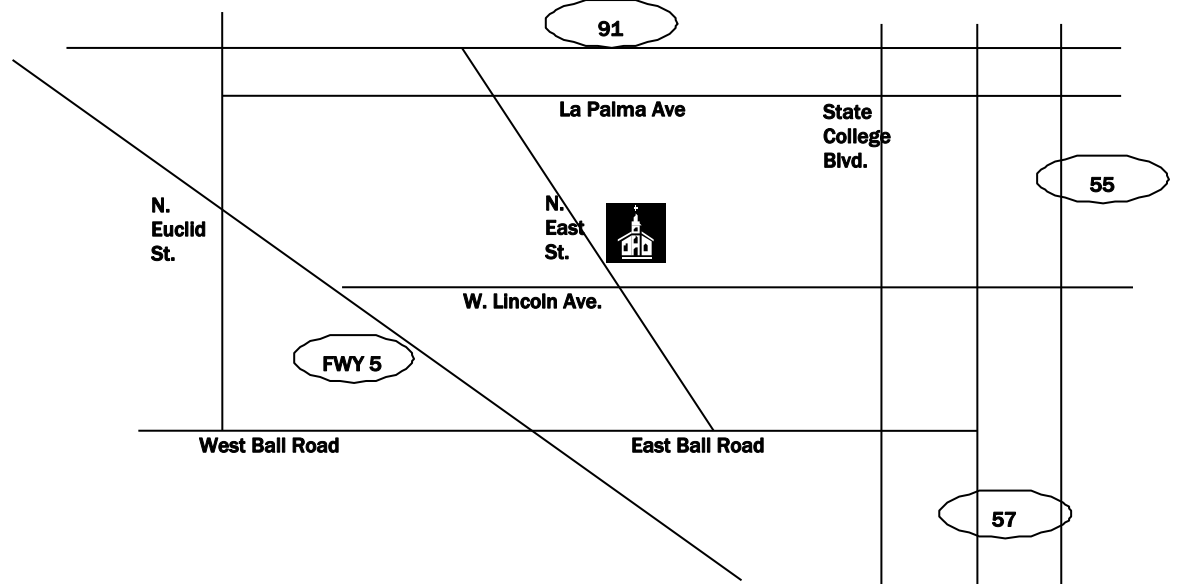 91
La Palma Ave
State
College
Blvd.
55
N.
Euclid
St.
N.
East
St.
W. Lincoln Ave.
FWY 5
West Ball Road
East Ball Road
57